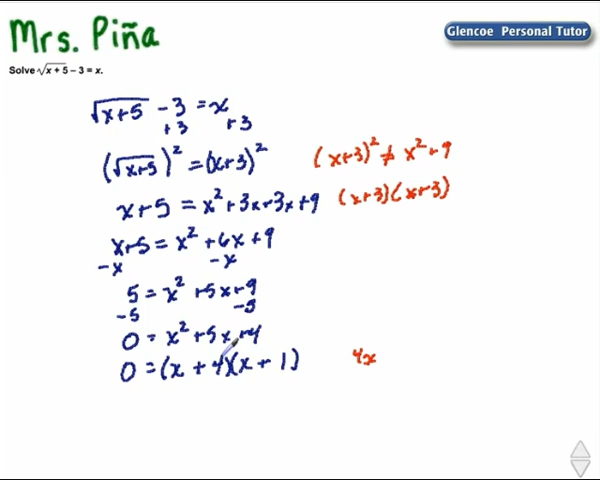 Mrs. Piña
Glencoe Personal Tutor
Solve √x + 5 – 3 = x.
√x+5 - 3 = x
+3 +3
(√x+5)² = (x+3)²
(x+3)² ≠ x² + 9
x+5 = x² + 3x + 3x + 9
(x+3)(x+3)
x+5 = x² + 6x + 9
-x -x
5 = x² + 5x + 9
-5 -5
0 = x² + 5x + 4
0 = (x + 4)(x + 1)
4x